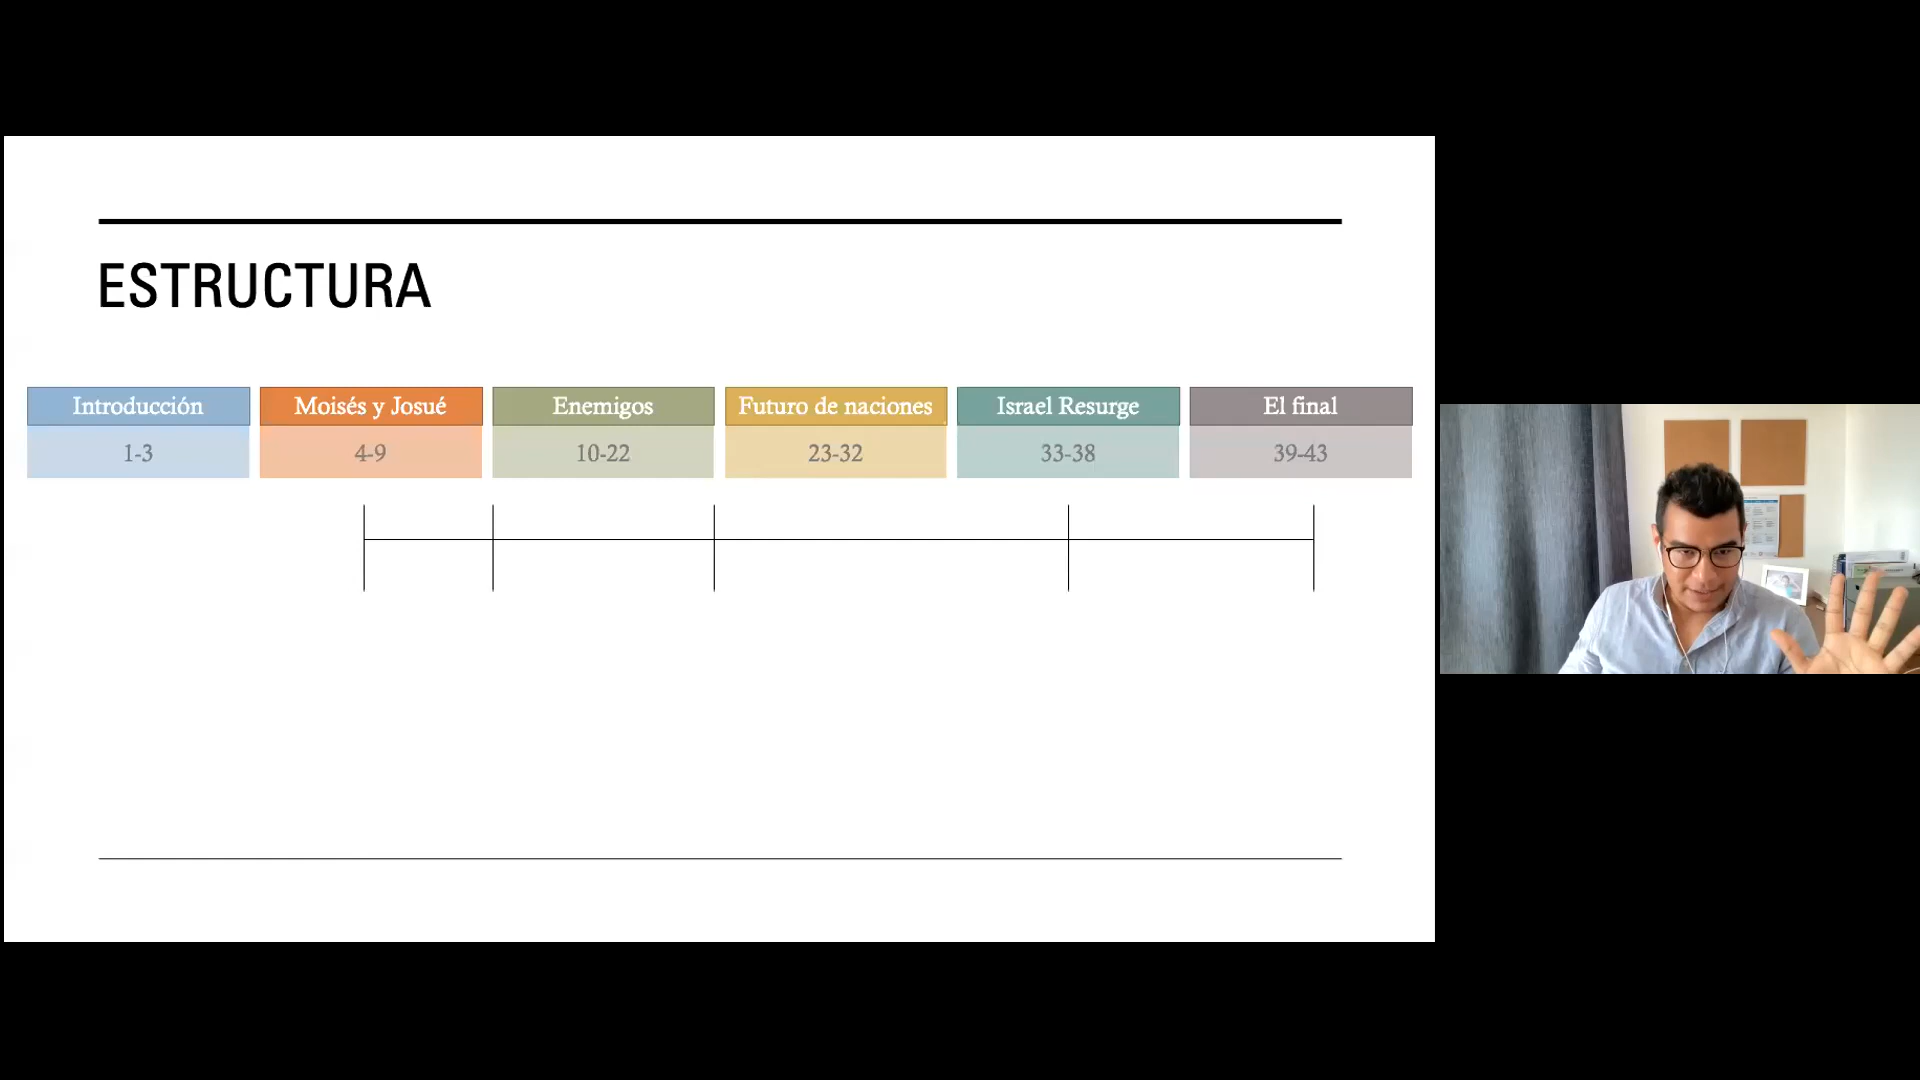 ESTRUCTURA
Introducción
1-3
Moisés y Josué
4-9
Enemigos
10-22
Futuro de naciones
23-32
Israel Resurge
33-38
El final
39-43